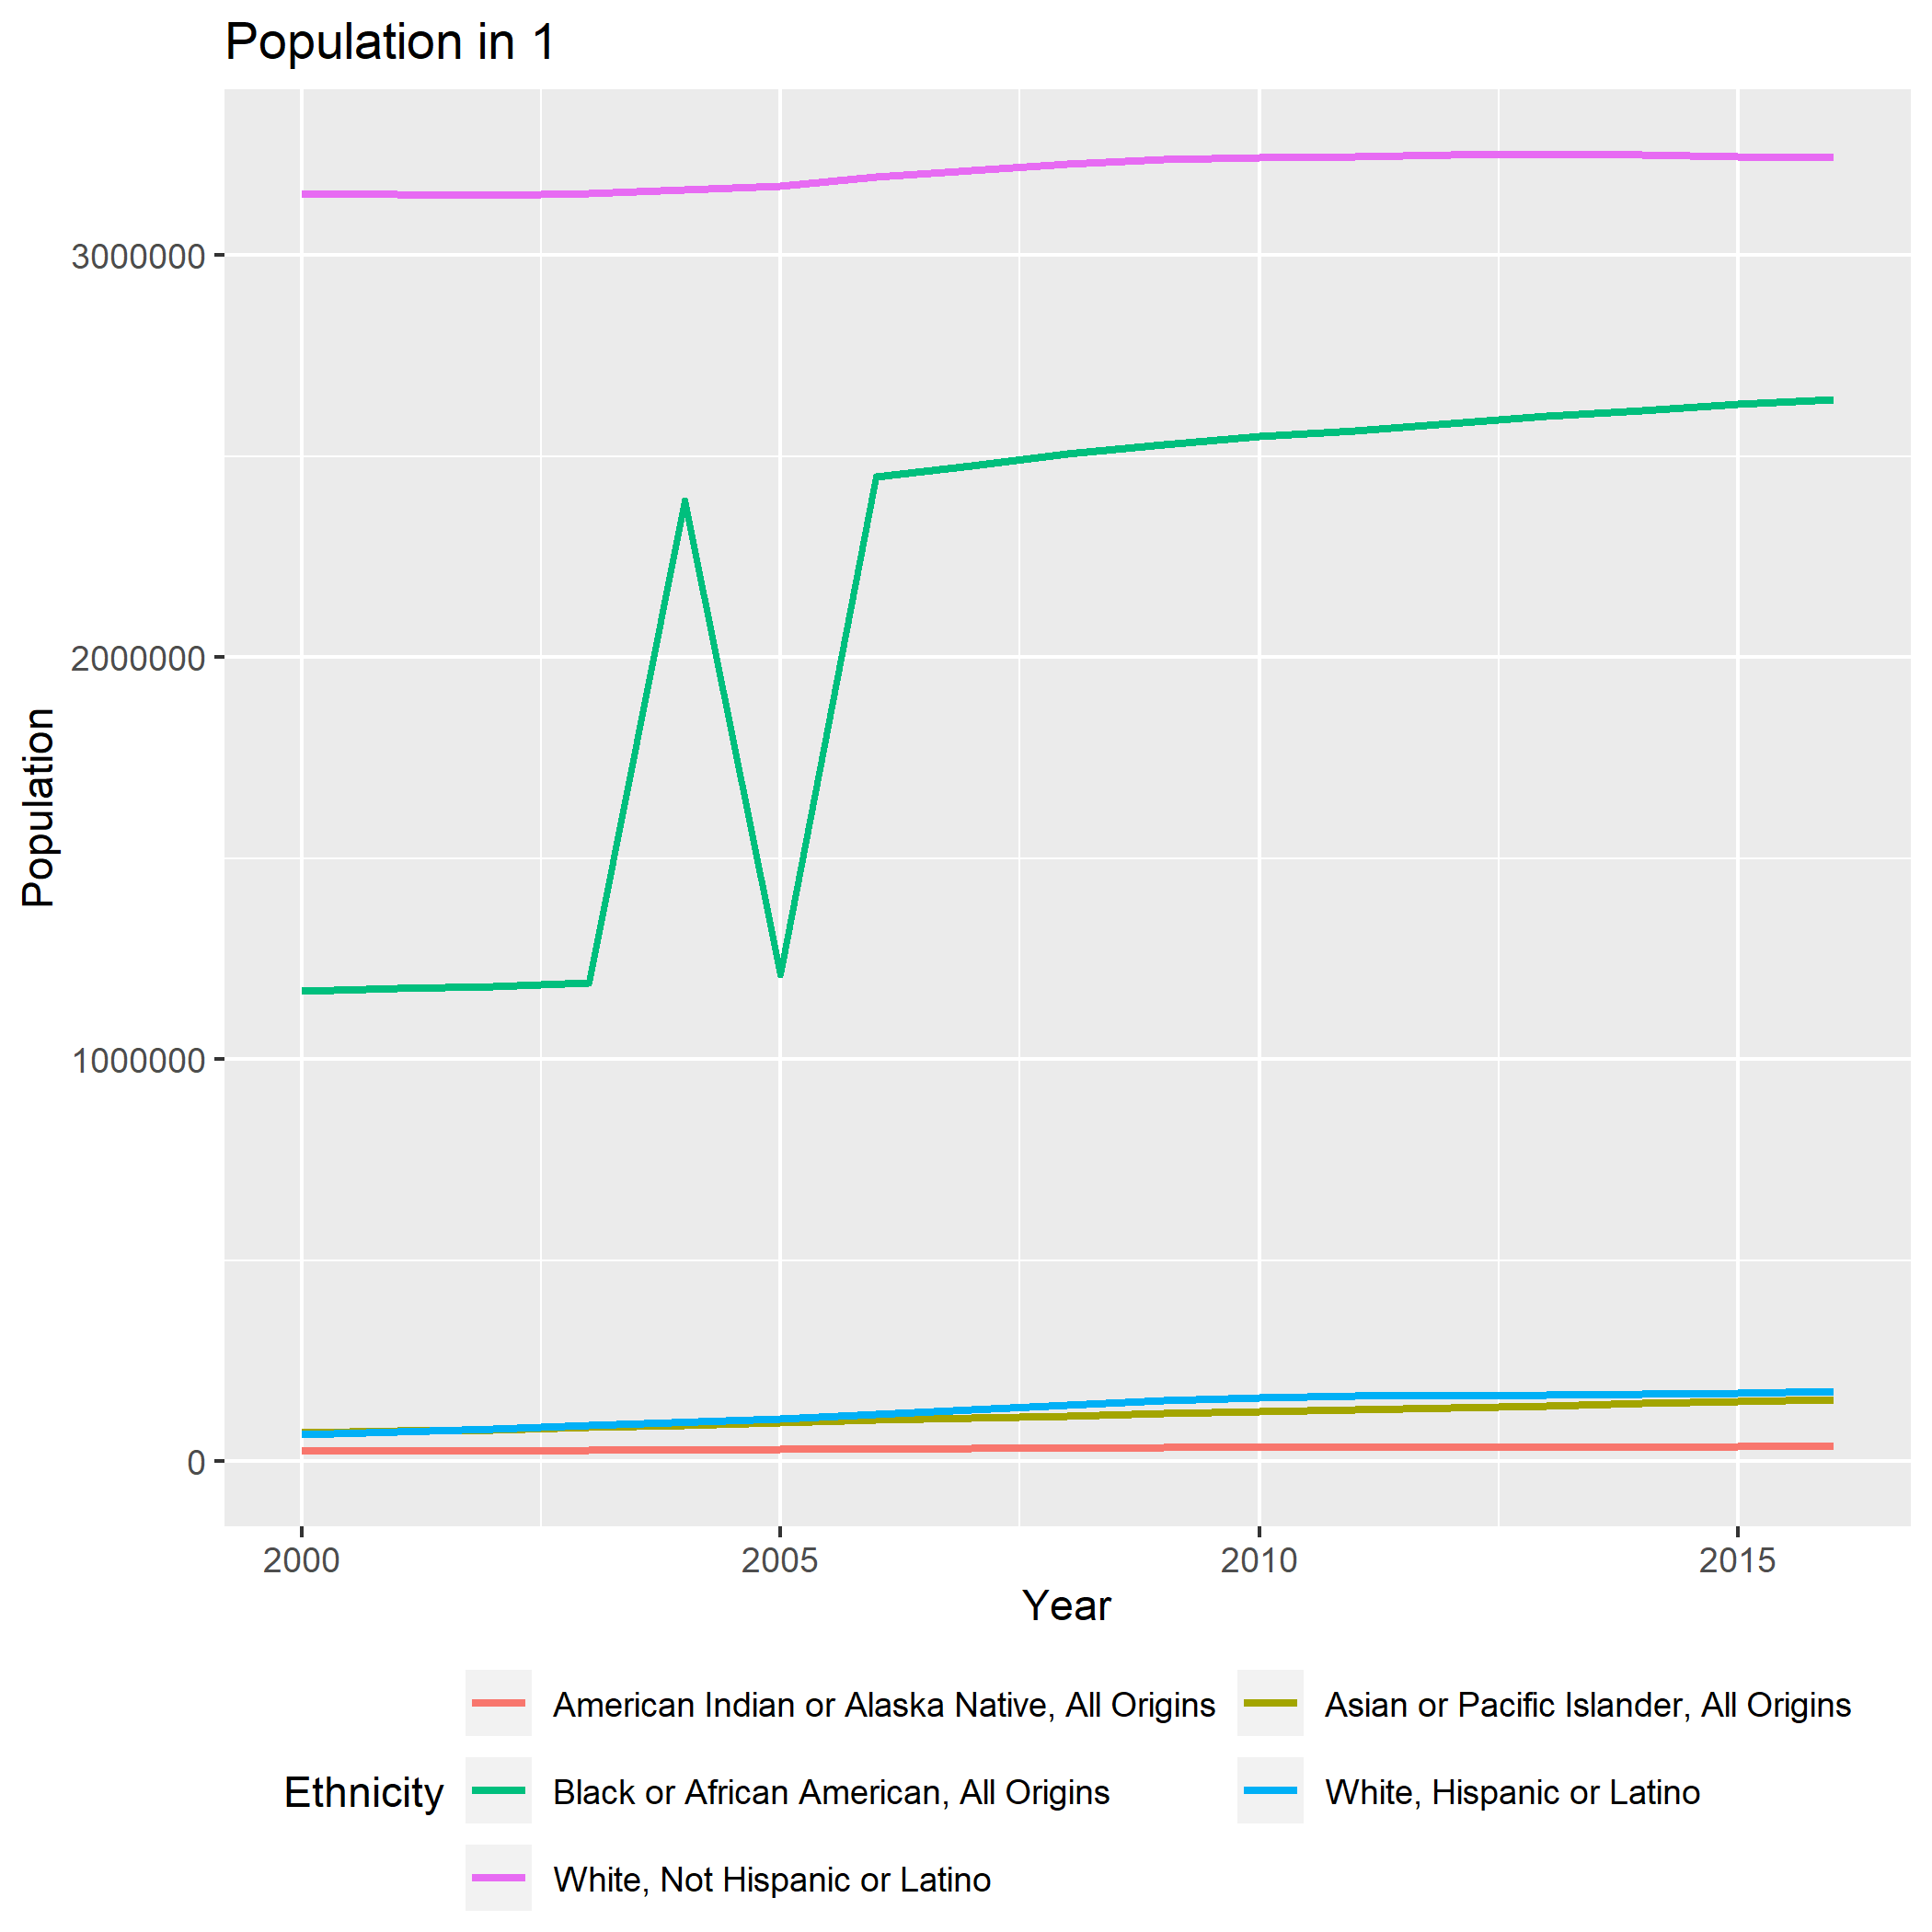 Population in 1
3000000
2000000
1000000
0
Population
2000 2005 2010 2015
Year
Ethnicity
American Indian or Alaska Native, All Origins
Asian or Pacific Islander, All Origins
Black or African American, All Origins
White, Hispanic or Latino
White, Not Hispanic or Latino